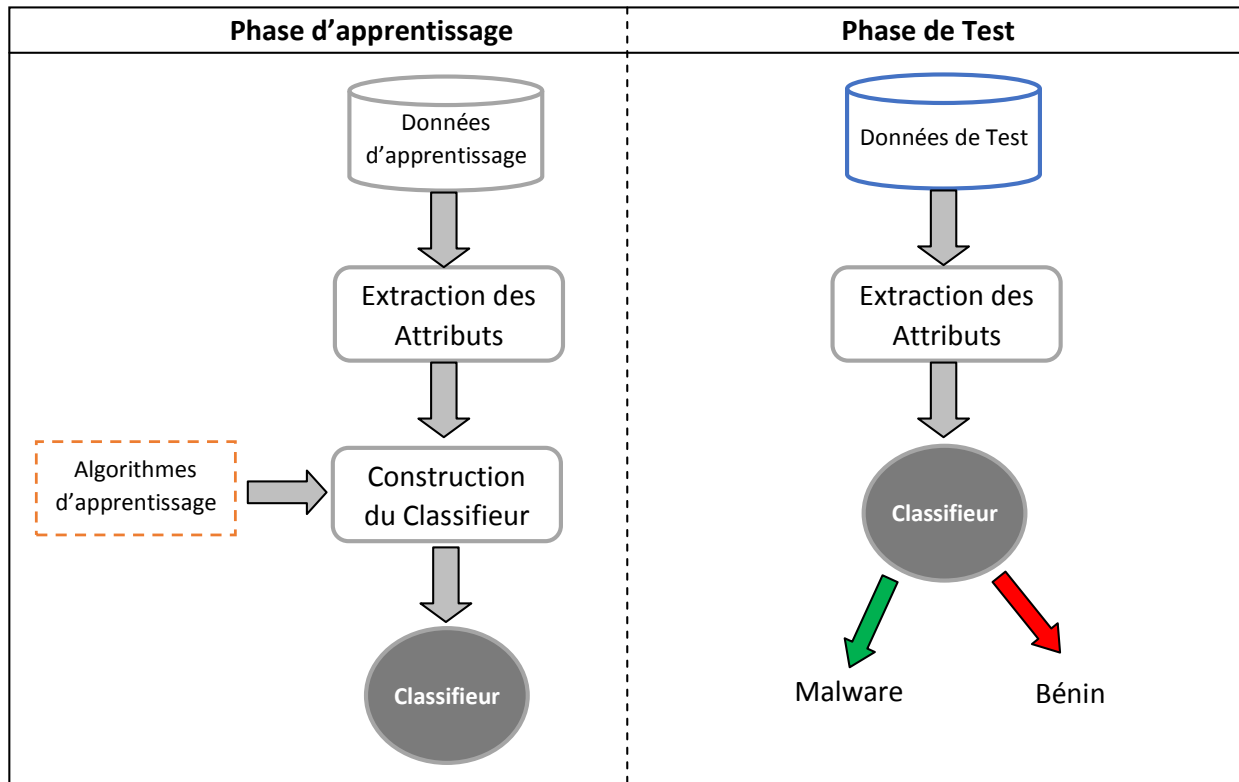 Phase d’apprentissage
Données
d’apprentissage
Extraction des
Attributs
Algorithmes
d’apprentissage
Construction
du Classifieur
Classifieur
Phase de Test
Données de Test
Extraction des
Attributs
Classifieur
Malware
Bénin